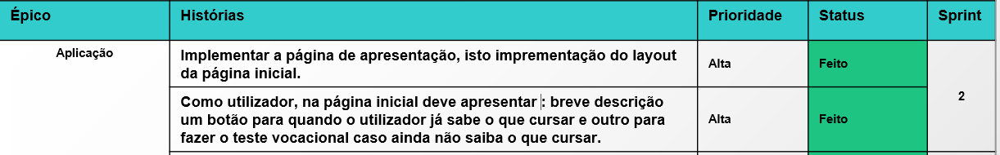 Épico Histórias Prioridade Status Sprint
Aplicação
Implementar a página de apresentação, isto imprementação do layout
da página inicial.
Alta
Feito
Como utilizador, na página inicial deve apresentar : breve descrição
um botão para quando o utilizador já sabe o que cursar e outro para
fazer o teste vocacional caso ainda não saiba o que cursar.
Alta
Feito
2